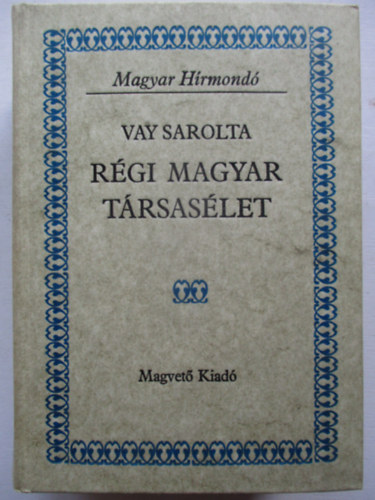 Magyar Hírmondó
VAY SAROLTA
RÉGI MAGYAR
TÁRSASÉLET
Magvető Kiadó